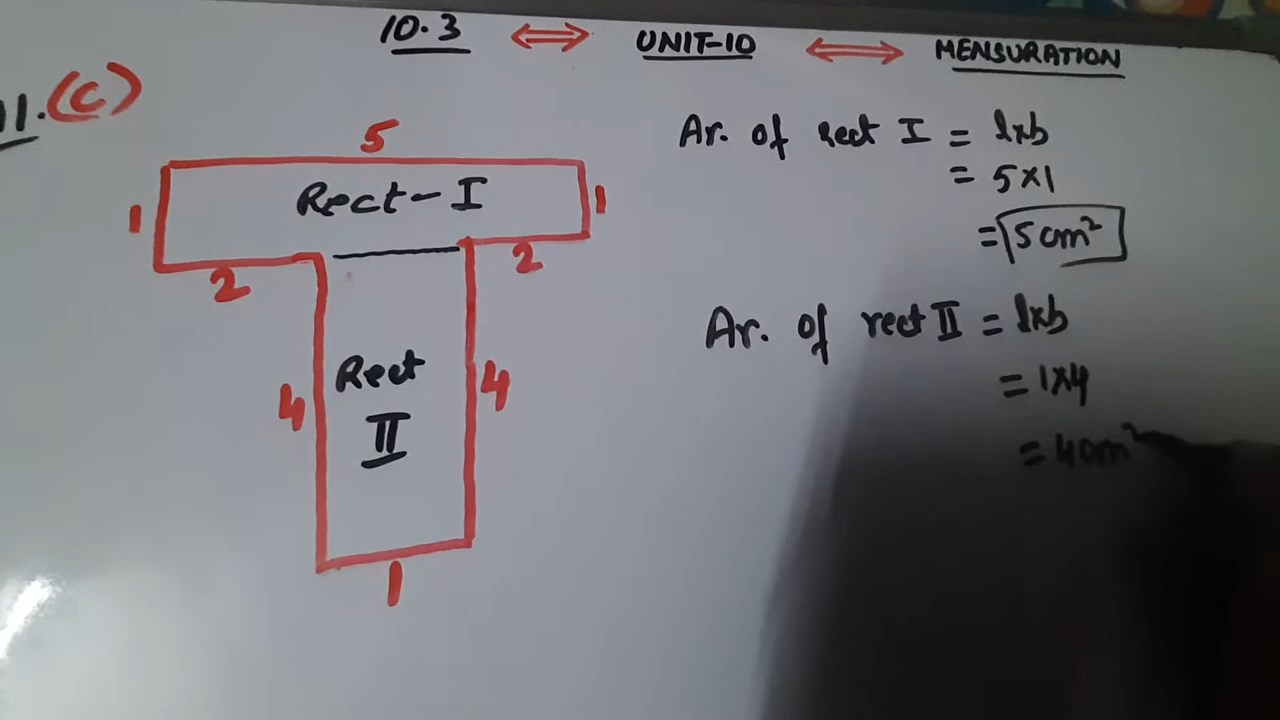 10.3 ⇔ UNIT-10 ⇔ MENSURATION
11. (C)
5
1
Rect-I
1
2
2
4
Rect
II
4
1
Ar. of rect I = l×b
= 5×1
= 5cm²
Ar. of rect II = l×b
= 1×4
= 4cm²